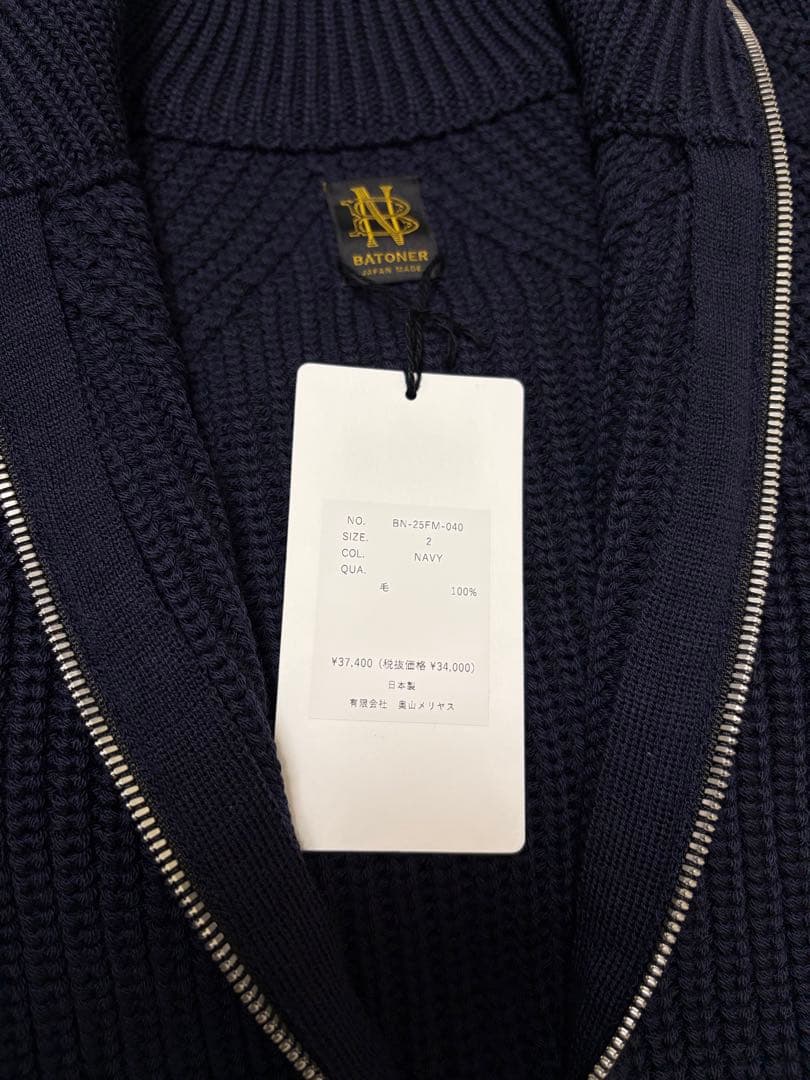 BN
BATONER
JAPAN MADE
NO. BN-25FM-040
SIZE. 2
COL. NAVY
QUA.
毛 100%
¥37,400 (税抜価格 ¥34,000)
日本製
有限会社 奥山メリヤス